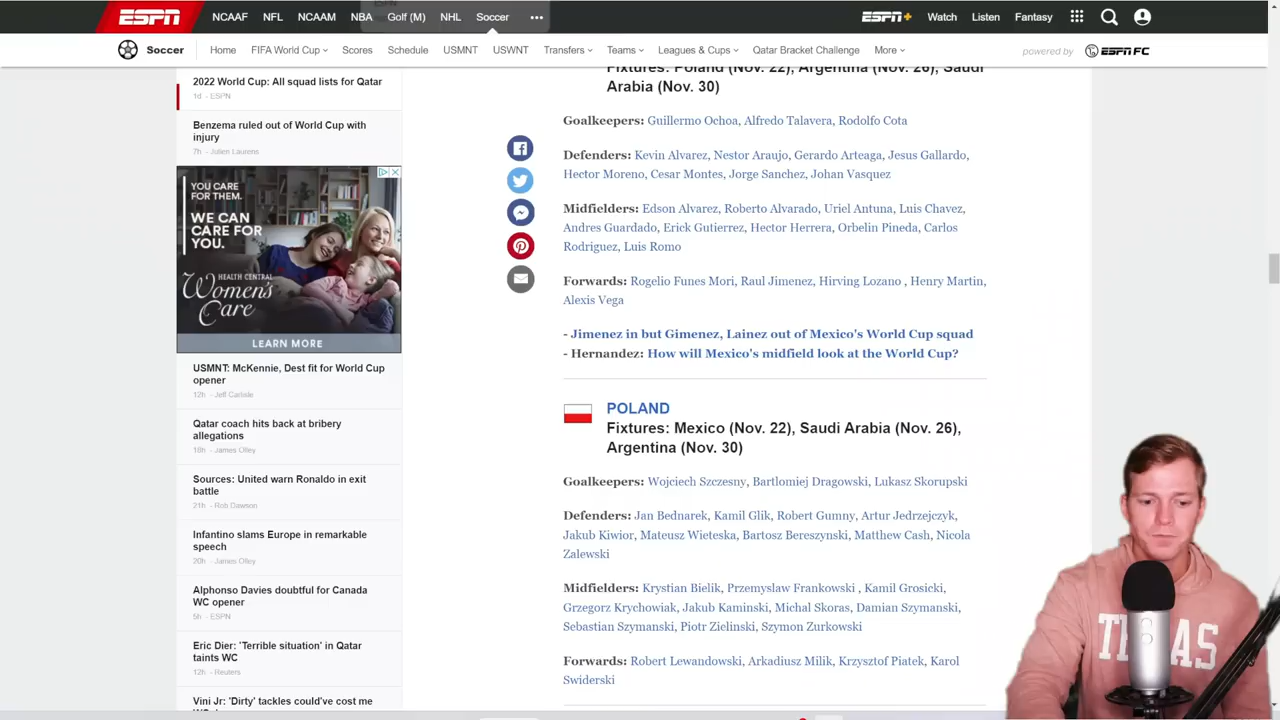 ESPN NCAAF NFL NCAAM NBA Golf (M) NHL Soccer ••• ESPN+ Watch Listen Fantasy
Soccer Home FIFA World Cup Scores Schedule USMNT USWNT Transfers Teams Leagues & Cups Qatar Bracket Challenge More powered by ESPN FC
2022 World Cup: All squad lists for Qatar
1d - ESPN
Benzema ruled out of World Cup with
injury
7h - Julien Laurens
YOU CARE
FOR THEM.
WE CAN
CARE FOR
YOU.
HEALTH CENTRAL
Women's
Care
LEARN MORE
USMNT: McKennie, Dest fit for World Cup
opener
12h - Jeff Carlisle
Qatar coach hits back at bribery
allegations
18h - James Olley
Sources: United warn Ronaldo in exit
battle
21h - Rob Dawson
Infantino slams Europe in remarkable
speech
20h - James Olley
Alphonso Davies doubtful for Canada
WC opener
5h - ESPN
Eric Dier: 'Terrible situation' in Qatar
taints WC
12h - Reuters
Vini Jr: 'Dirty' tackles could've cost me
Fixtures: Poland (Nov. 22), Argentina (Nov. 26), Saudi
Arabia (Nov. 30)
Goalkeepers: Guillermo Ochoa, Alfredo Talavera, Rodolfo Cota
Defenders: Kevin Alvarez, Nestor Araujo, Gerardo Arteaga, Jesus Gallardo,
Hector Moreno, Cesar Montes, Jorge Sanchez, Johan Vasquez
Midfielders: Edson Alvarez, Roberto Alvarado, Uriel Antuna, Luis Chavez,
Andres Guardado, Erick Gutierrez, Hector Herrera, Orbelin Pineda, Carlos
Rodriguez, Luis Romo
Forwards: Rogelio Funes Mori, Raul Jimenez, Hirving Lozano , Henry Martin,
Alexis Vega
- Jimenez in but Gimenez, Lainez out of Mexico's World Cup squad
- Hernandez: How will Mexico's midfield look at the World Cup?
POLAND
Fixtures: Mexico (Nov. 22), Saudi Arabia (Nov. 26),
Argentina (Nov. 30)
Goalkeepers: Wojciech Szczesny, Bartlomiej Dragowski, Lukasz Skorupski
Defenders: Jan Bednarek, Kamil Glik, Robert Gumny, Artur Jedrzejczyk,
Jakub Kiwior, Mateusz Wieteska, Bartosz Bereszynski, Matthew Cash, Nicola
Zalewski
Midfielders: Krystian Bielik, Przemyslaw Frankowski , Kamil Grosicki,
Grzegorz Krychowiak, Jakub Kaminski, Michal Skoras, Damian Szymanski,
Sebastian Szymanski, Piotr Zielinski, Szymon Zurkowski
Forwards: Robert Lewandowski, Arkadiusz Milik, Krzysztof Piatek, Karol
Swiderski
TEXAS